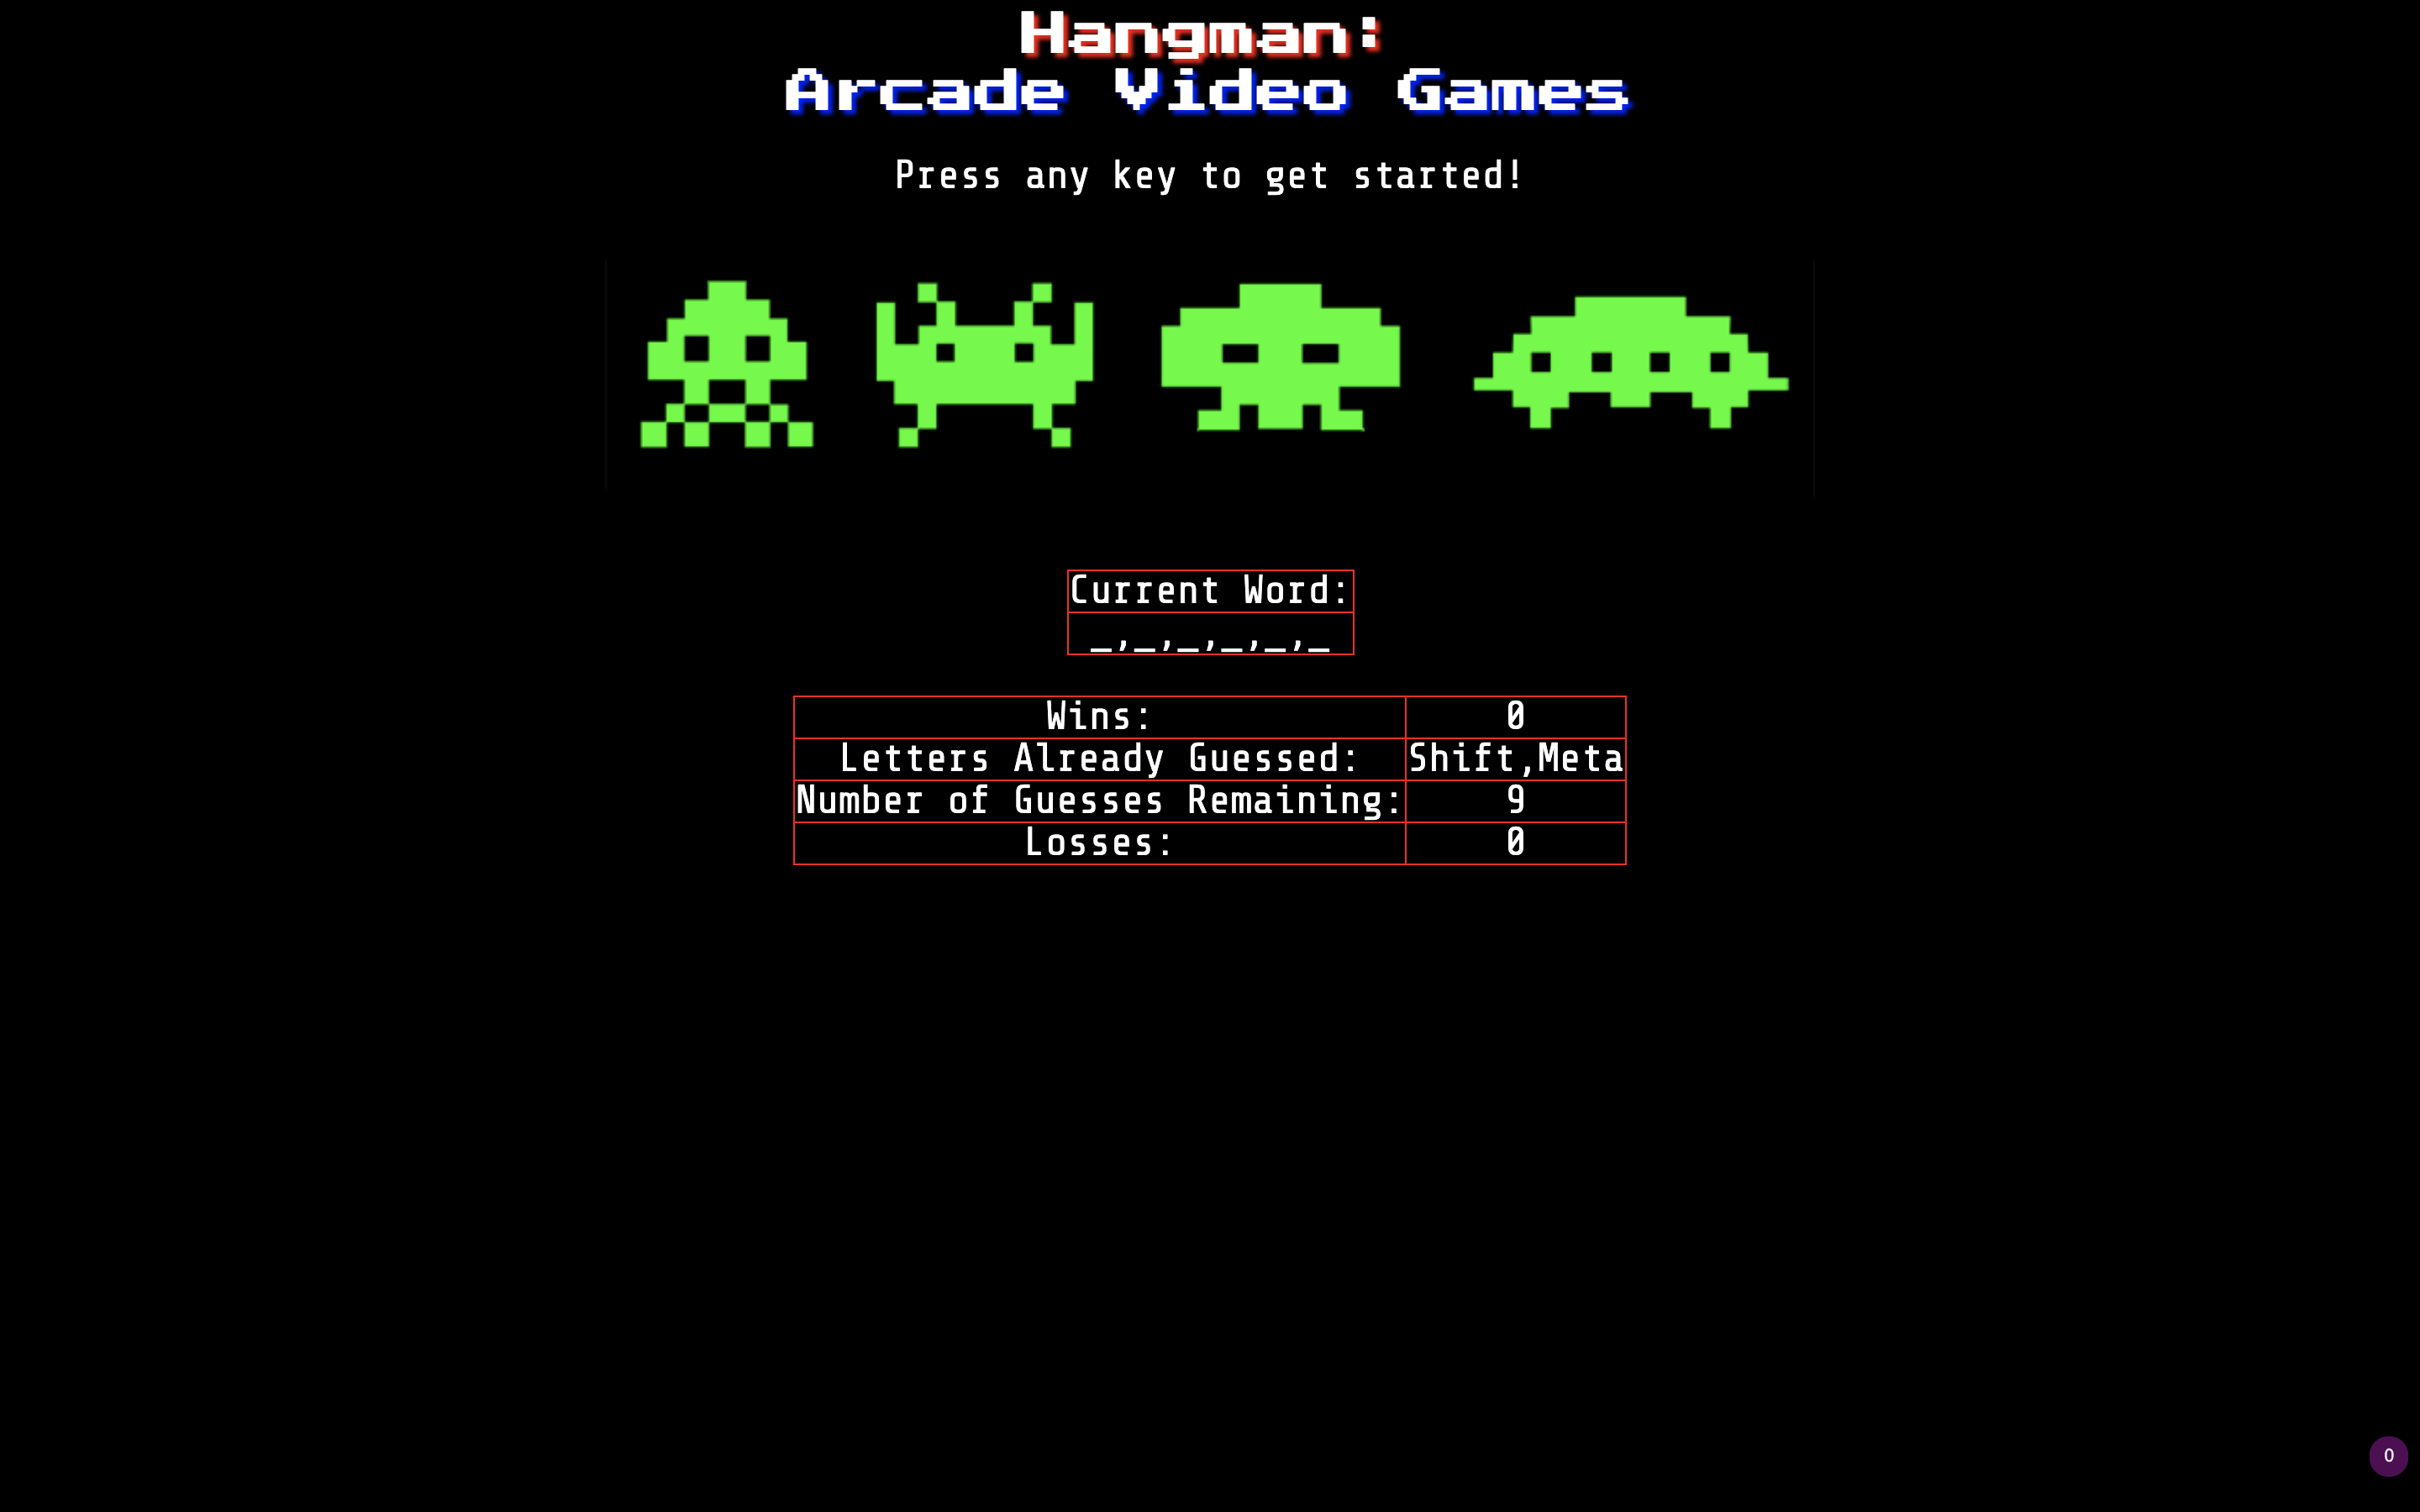 Hangman:
Arcade Video Games
Press any key to get started!
Current Word:
_,_,_,_,_,_
Wins: 0
Letters Already Guessed: Shift,Meta
Number of Guesses Remaining: 9
Losses: 0
0